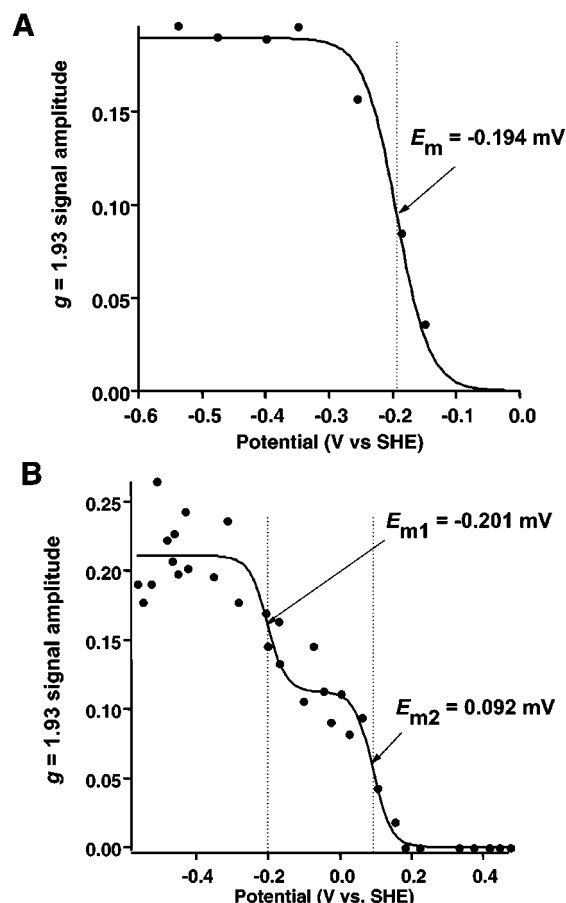 A
g = 1.93 signal amplitude
0.15
0.10
0.05
0.00
Em = -0.194 mV
-0.6 -0.5 -0.4 -0.3 -0.2 -0.1 0.0
Potential (V vs SHE)
B
g = 1.93 signal amplitude
0.25
0.20
0.15
0.10
0.05
0.00
Em1 = -0.201 mV
Em2 = 0.092 mV
-0.4 -0.2 0.0 0.2 0.4
Potential (V vs. SHE)